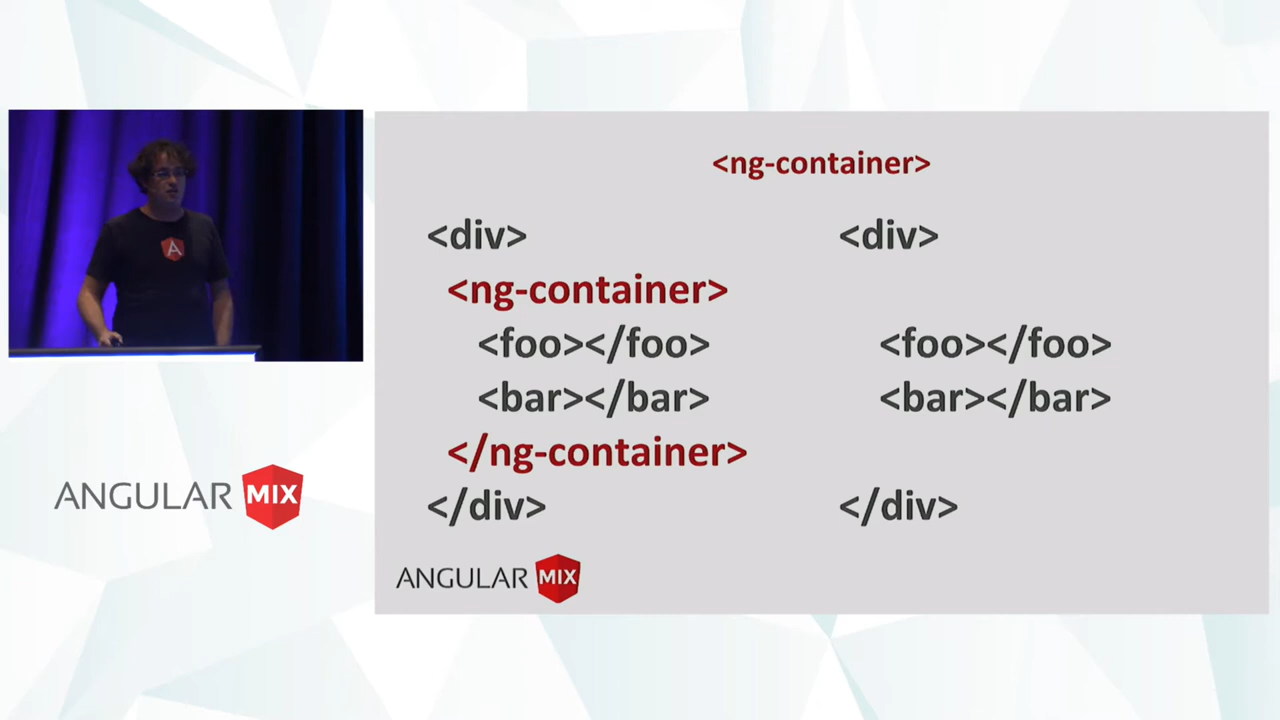 <ng-container>
<div>
<ng-container>
<foo></foo>
<bar></bar>
</ng-container>
</div>
<div>
<foo></foo>
<bar></bar>
</div>
ANGULAR MIX
ANGULAR MIX
A